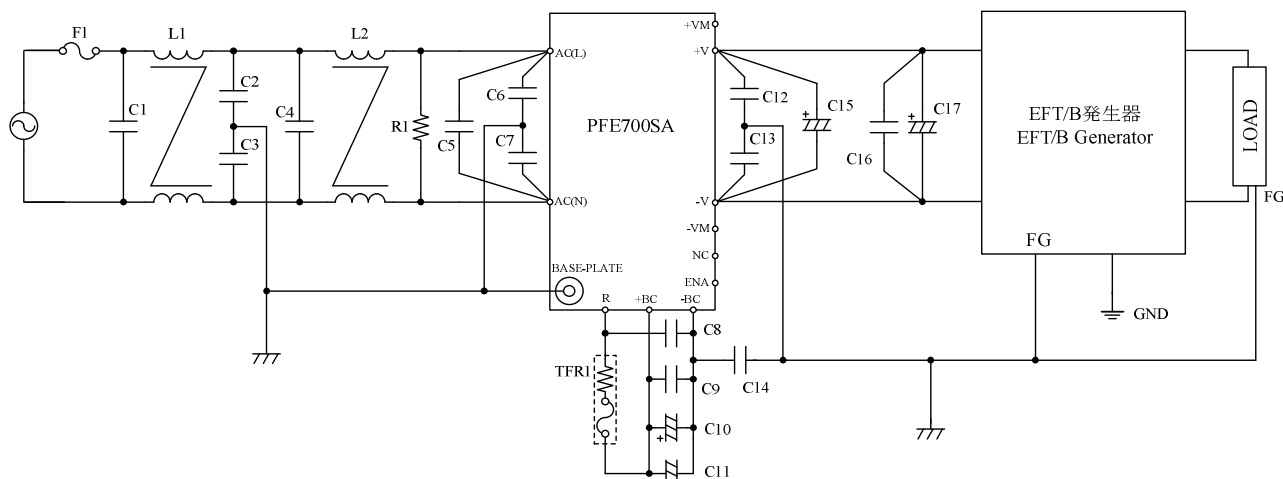 F1
L1
L2
C1
C2
C3
C4
R1
C5
C6
C7
AC(L)
AC(N)
PFE700SA
BASE-PLATE
R
+BC
-BC
+VM
+V
-V
-VM
NC
ENA
C8
C9
C10
+
C11
TFR1
C14
C12
C13
C15
+
C16
C17
+
EFT/B発生器
EFT/B Generator
FG
GND
LOAD
FG